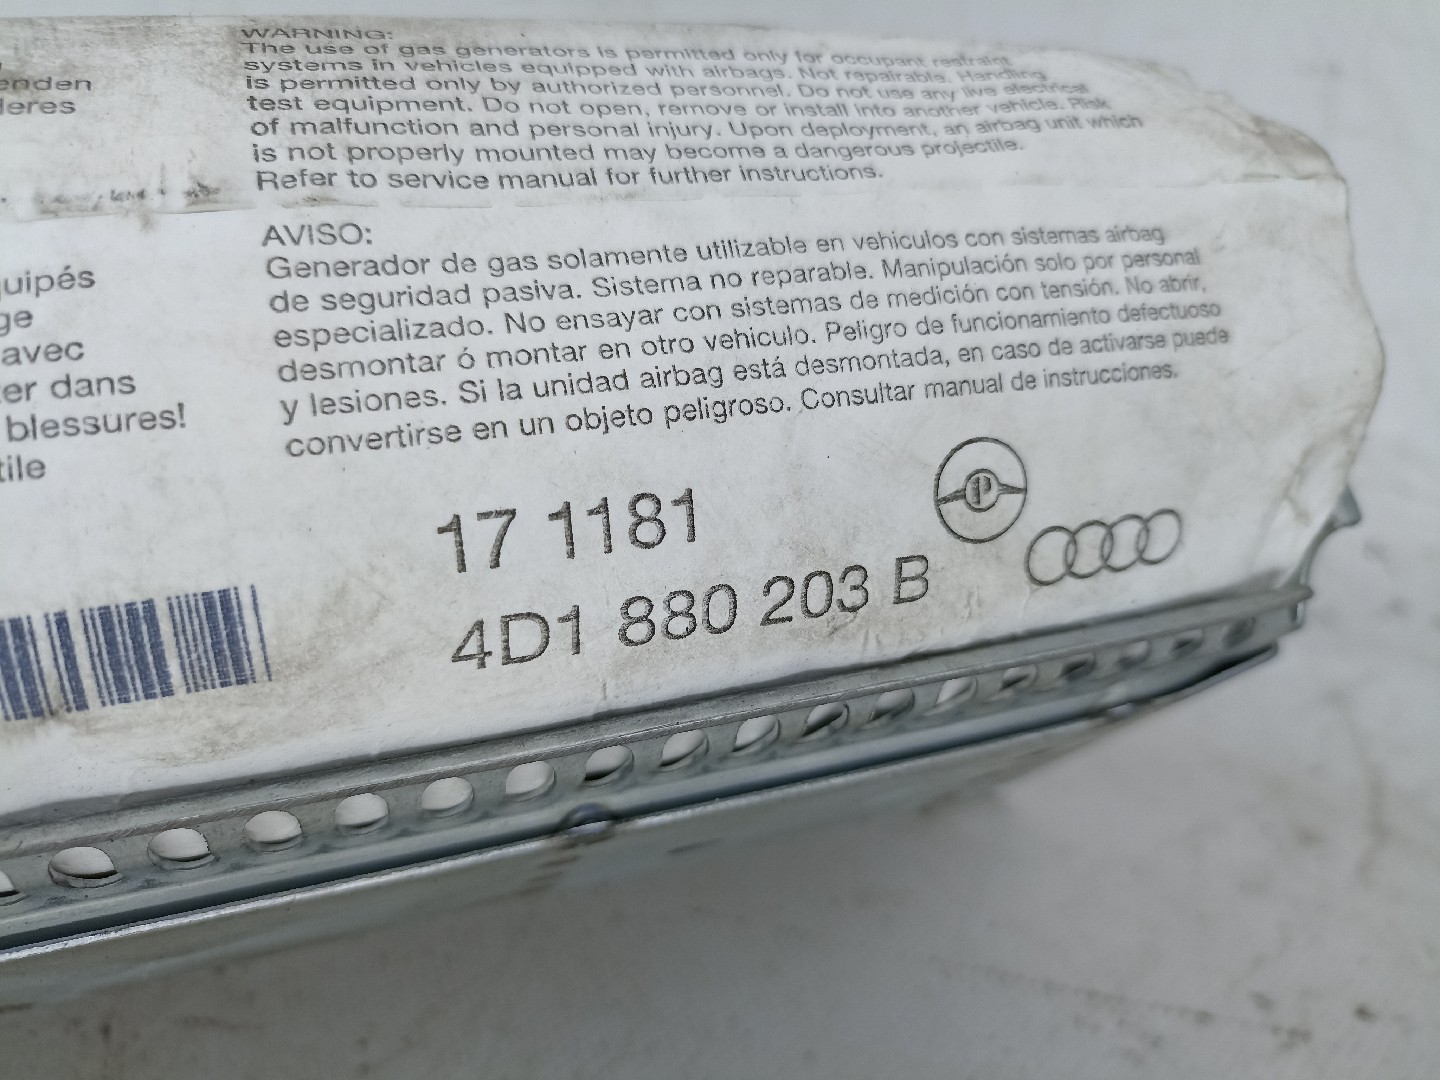 enden
deres
WARNING:
The use of gas generators is permitted only for occupant restraint
systems in vehicles equipped with airbags. Not repairable. Handling
is permitted only by authorized personnel. Do not use any live electrical
test equipment. Do not open, remove or install into another vehicle. Risk
of malfunction and personal injury. Upon deployment, an airbag unit which
is not properly mounted may become a dangerous projectile.
Refer to service manual for further instructions.
uipés
ge
avec
er dans
blessures!
tile
AVISO:
Generador de gas solamente utilizable en vehiculos con sistemas airbag
de seguridad pasiva. Sistema no reparable. Manipulación solo por personal
especializado. No ensayar con sistemas de medición con tensión. No abrir,
desmontar ó montar en otro vehiculo. Peligro de funcionamiento defectuoso
y lesiones. Si la unidad airbag está desmontada, en caso de activarse puede
convertirse en un objeto peligroso. Consultar manual de instrucciones.
17 1181
P
4D1 880 203 B